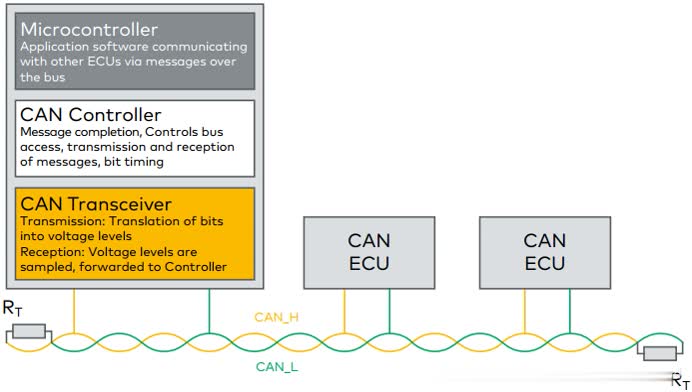 Microcontroller
Application software communicating
with other ECUs via messages over
the bus
CAN Controller
Message completion, Controls bus
access, transmission and reception
of messages, bit timing
CAN Transceiver
Transmission: Translation of bits
into voltage levels
Reception: Voltage levels are
sampled, forwarded to Controller
CAN
ECU
CAN
ECU
RT
CAN_H
CAN_L
RT